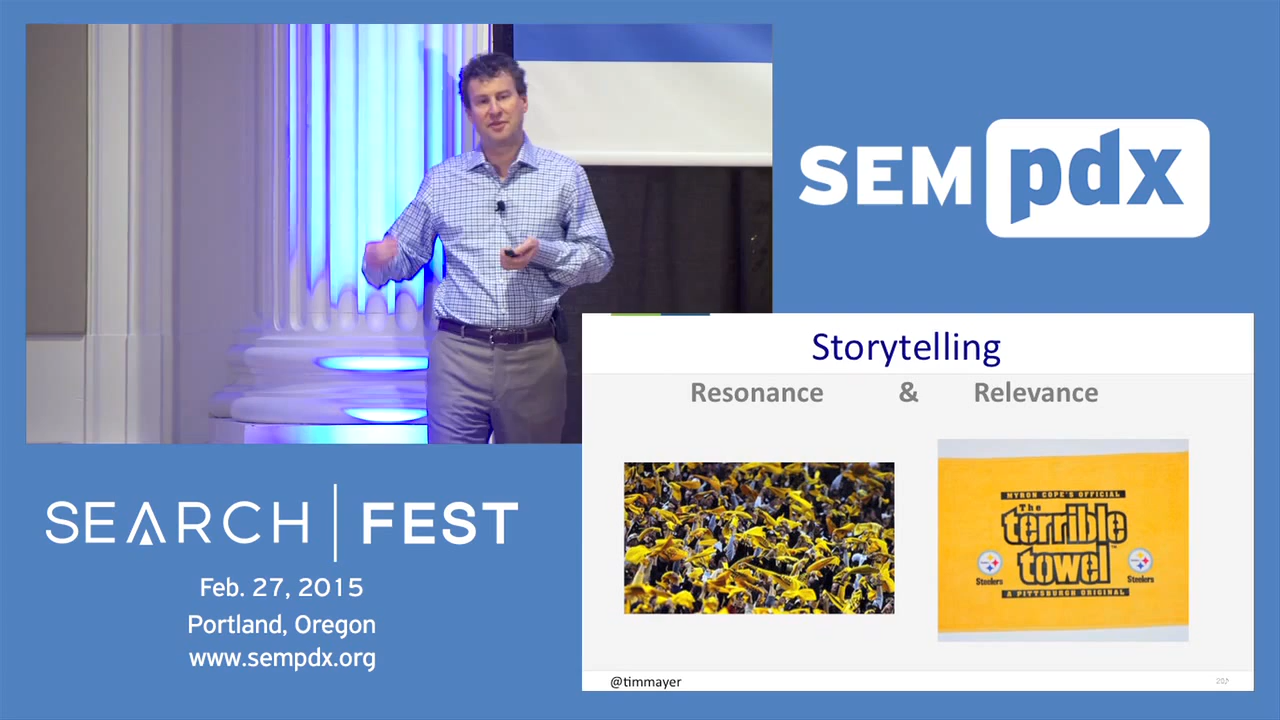 SEM pdx
Storytelling
Resonance & Relevance
MYRON COPE'S OFFICIAL
The
terrible
towel
TM
Steelers
Steelers
A PITTSBURGH ORIGINAL
@timmayer
SEARCH FEST
Feb. 27, 2015
Portland, Oregon
www.sempdx.org